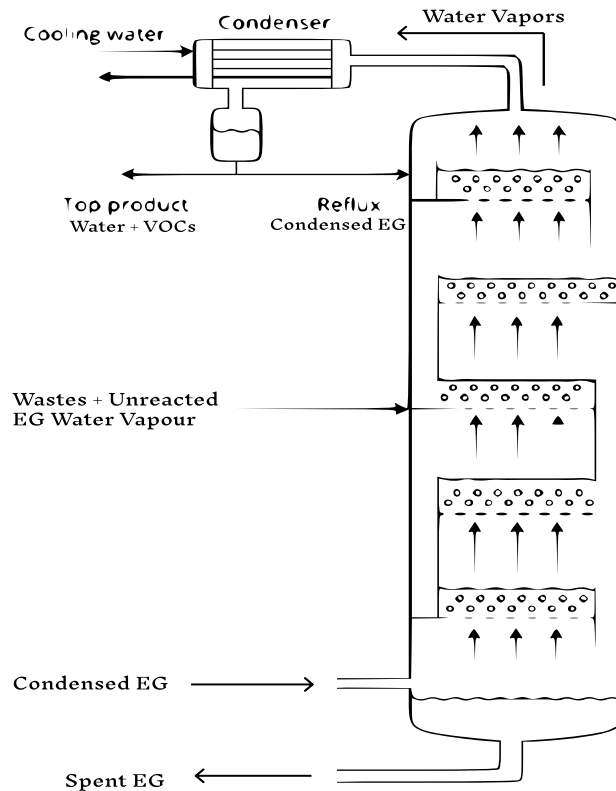 Condenser
Water Vapors
Cooling water
Top product
Water + VOCs
Reflux
Condensed EG
Wastes + Unreacted
EG Water Vapour
Condensed EG
Spent EG